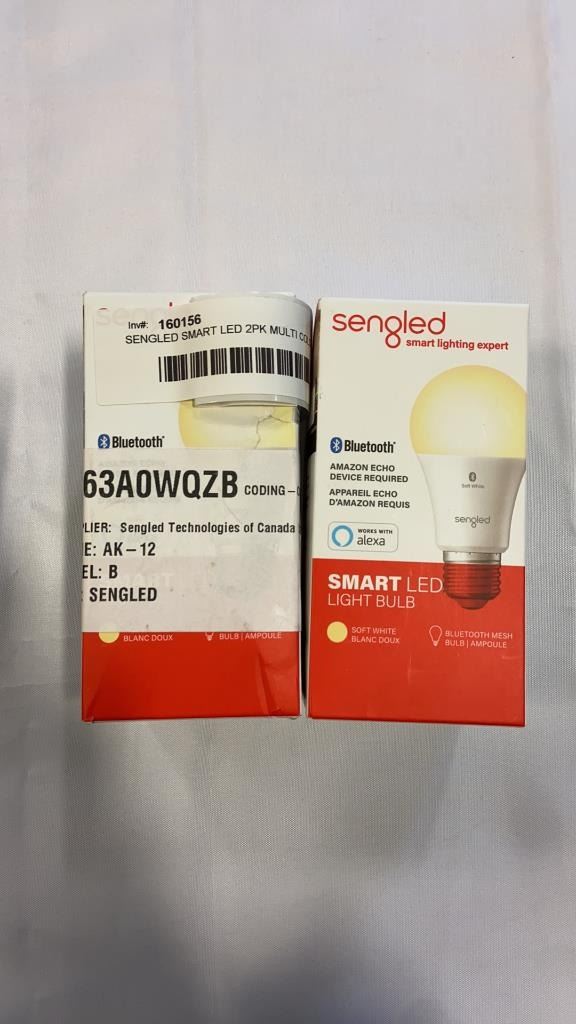 Inv#: 160156
SENGLED SMART LED 2PK MULTI
Bluetooth
63A0WQZB CODING-
Sengled Technologies of Canada
E: AK-12
EL: B
: SENGLED
BLANC DOUX
BULB | AMPOULE
sengled
smart lighting expert
Bluetooth
AMAZON ECHO
DEVICE REQUIRED
APPAREIL ECHO
D'AMAZON REQUIS
WORKS WITH
alexa
Soft White
sengled
SMART LED
LIGHT BULB
SOFT WHITE
BLANC DOUX
BLUETOOTH MESH
BULB | AMPOULE